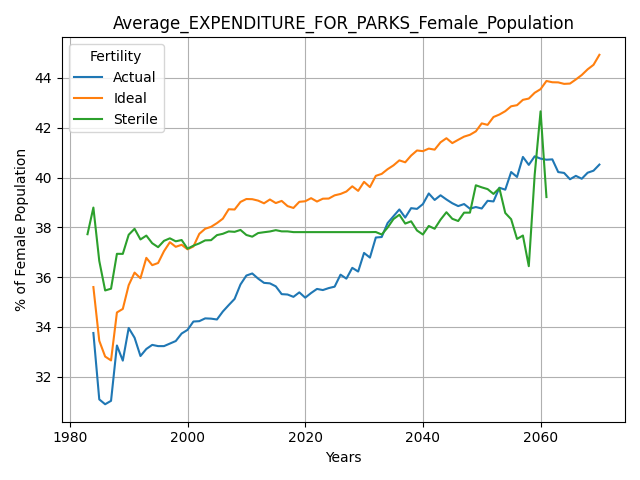 Average_EXPENDITURE_FOR_PARKS_Female_Population
Fertility
Actual
Ideal
Sterile
% of Female Population
44
42
40
38
36
34
32
1980
2000
2020
2040
2060
Years